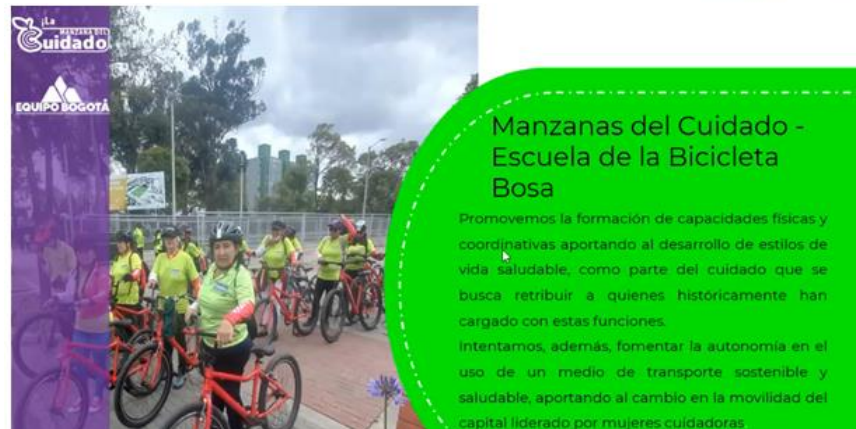 ¡La
MANZANA DEL
Cuidado
EQUIPO BOGOTÁ
Manzanas del Cuidado -
Escuela de la Bicicleta
Bosa
Promovemos la formación de capacidades físicas y
coordinativas aportando al desarrollo de estilos de
vida saludable, como parte del cuidado que se
busca retribuir a quienes históricamente han
cargado con estas funciones.
Intentamos, además, fomentar la autonomía en el
uso de un medio de transporte sostenible y
saludable, aportando al cambio en la movilidad del
capital liderado por mujeres cuidadoras